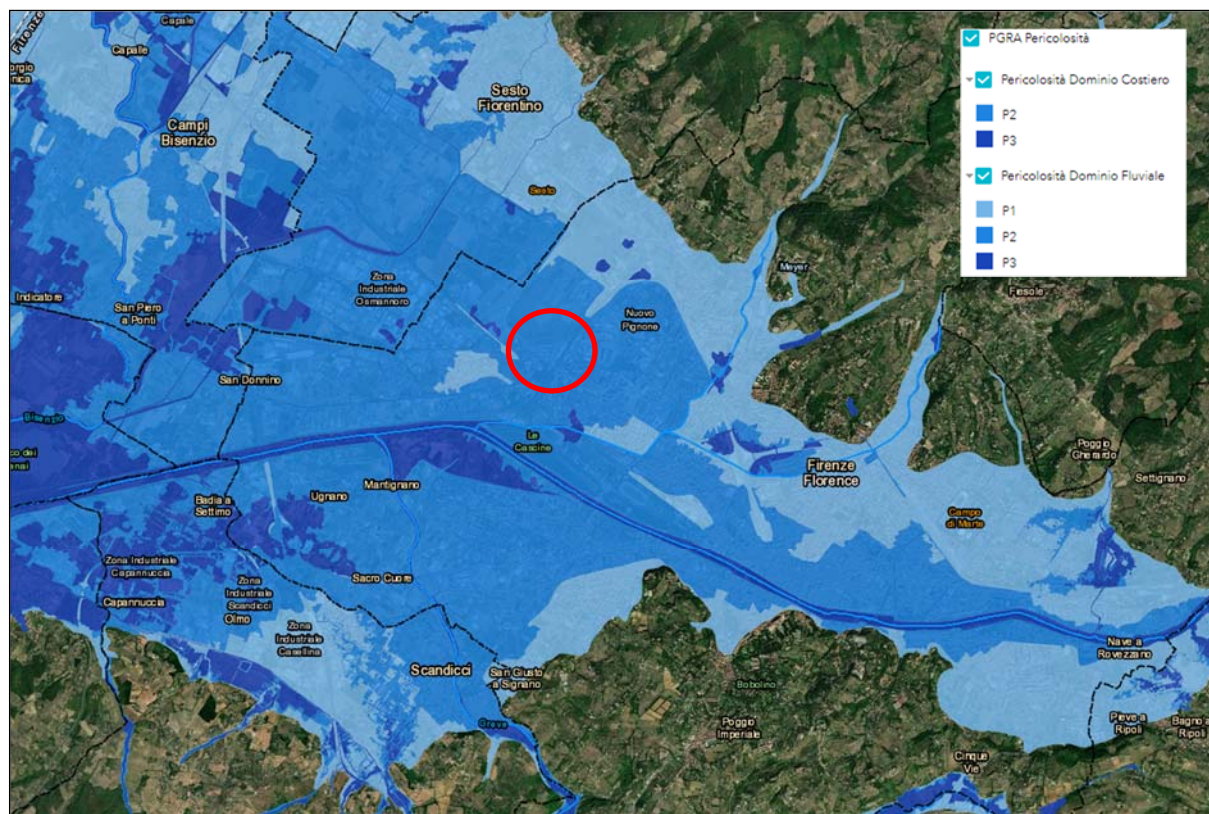 Firenze
Capalle
Capalle
Campi
Bisenzio
Sesto
Fiorentino
Sesto
PGRA Pericolosità
Pericolosità Dominio Costiero
P2
P3
Pericolosità Dominio Fluviale
P1
P2
P3
Meyer
Fiesole
Indicatore
San Piero
a Ponti
Zona
Industriale
Osmannoro
Nuovo
Pignone
San Donnino
Bisenzio
Le
Cascine
Firenze
Florence
Poggio
Gherardo
Settignano
Mantignano
Ugnano
Badia a
Settimo
Campo
di Marte
Zona Industriale
Capannuccia
Capannuccia
Zona
Industriale
Scandicci
Olmo
Sacro Cuore
Zona
Industriale
Casellina
Scandicci
San Giusto
a Signano
Greve
Bobolino
Poggio
Imperiale
Nave a
Rovezzano
Pieve a
Ripoli
Bagno a
Ripoli
Cinque
Vie